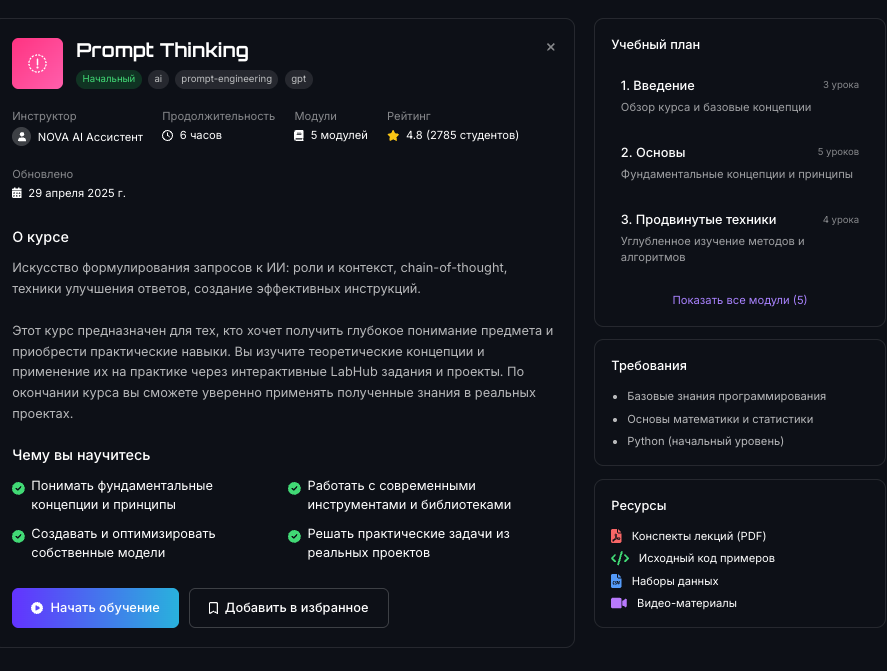 Prompt Thinking
Начальный
ai
prompt-engineering
gpt
Инструктор
NOVA AI Ассистент
Продолжительность
6 часов
Модули
5 модулей
Рейтинг
4.8 (2785 студентов)
Обновлено
29 апреля 2025 г.
О курсе
Искусство формулирования запросов к ИИ: роли и контекст, chain-of-thought,
техники улучшения ответов, создание эффективных инструкций.
Этот курс предназначен для тех, кто хочет получить глубокое понимание предмета и
приобрести практические навыки. Вы изучите теоретические концепции и
применение их на практике через интерактивные LabHub задания и проекты. По
окончании курса вы сможете уверенно применять полученные знания в реальных
проектах.
Чему вы научитесь
Понимать фундаментальные
концепции и принципы
Работать с современными
инструментами и библиотеками
Создавать и оптимизировать
собственные модели
Решать практические задачи из
реальных проектов
Начать обучение
Добавить в избранное
Учебный план
1. Введение
3 урока
Обзор курса и базовые концепции
2. Основы
5 уроков
Фундаментальные концепции и принципы
3. Продвинутые техники
4 урока
Углубленное изучение методов и
алгоритмов
Показать все модули (5)
Требования
Базовые знания программирования
Основы математики и статистики
Python (начальный уровень)
Ресурсы
Конспекты лекций (PDF)
Исходный код примеров
Наборы данных
Видео-материалы